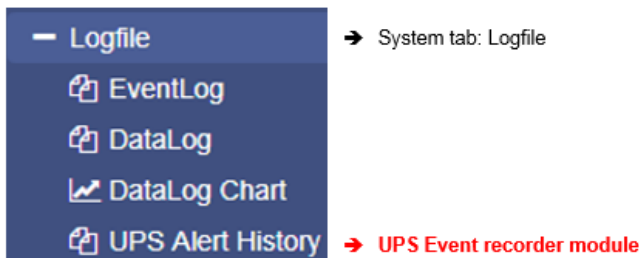 Logfile ➔ System tab: Logfile
EventLog
DataLog
DataLog Chart
UPS Alert History ➔ UPS Event recorder module